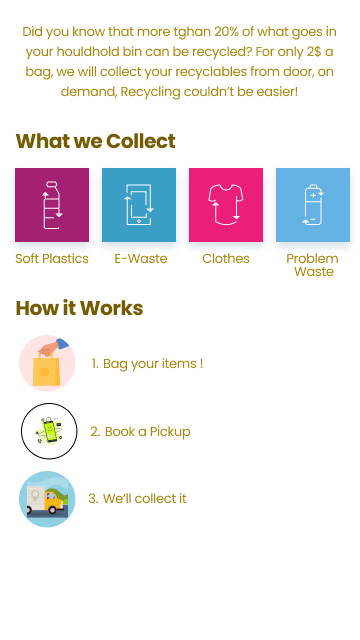 Did you know that more tghan 20% of what goes in
your houldhold bin can be recycled? For only 2$ a
bag, we will collect your recyclables from door, on
demand, Recycling couldn't be easier!
What we Collect
Soft Plastics
E-Waste
Clothes
Problem
Waste
How it Works
1. Bag your items !
2. Book a Pickup
3. We'll collect it